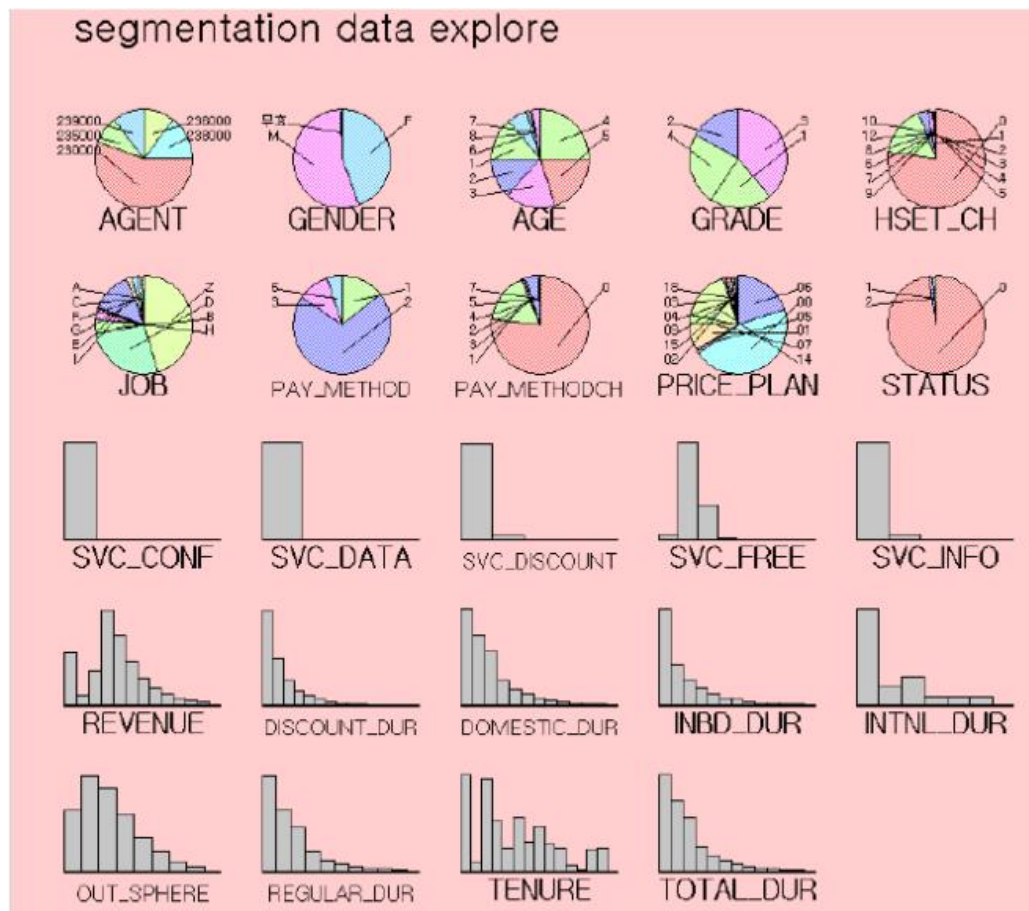 segmentation data explore
239000 236000
235000 238000
230000
AGENT
무효 F
M
GENDER
7 4
8 5
6
1
2
3
AGE
2 3
4 1
GRADE
10 0
12 1
8 2
6 3
7 4
9 5
HSET_CH
A Z
C D
F B
G H
E
I
JOB
5 1
3 2
PAY_METHOD
7 0
5
4
2
3
1
PAY_METHODCH
06
03 00
04 05
09 01
15 07
02 14
PRICE_PLAN
1 0
2
STATUS
SVC_CONF
SVC_DATA
SVC_DISCOUNT
SVC_FREE
SVC_INFO
REVENUE
DISCOUNT_DUR
DOMESTIC_DUR
INBD_DUR
INTNL_DUR
OUT_SPHERE
REGULAR_DUR
TENURE
TOTAL_DUR